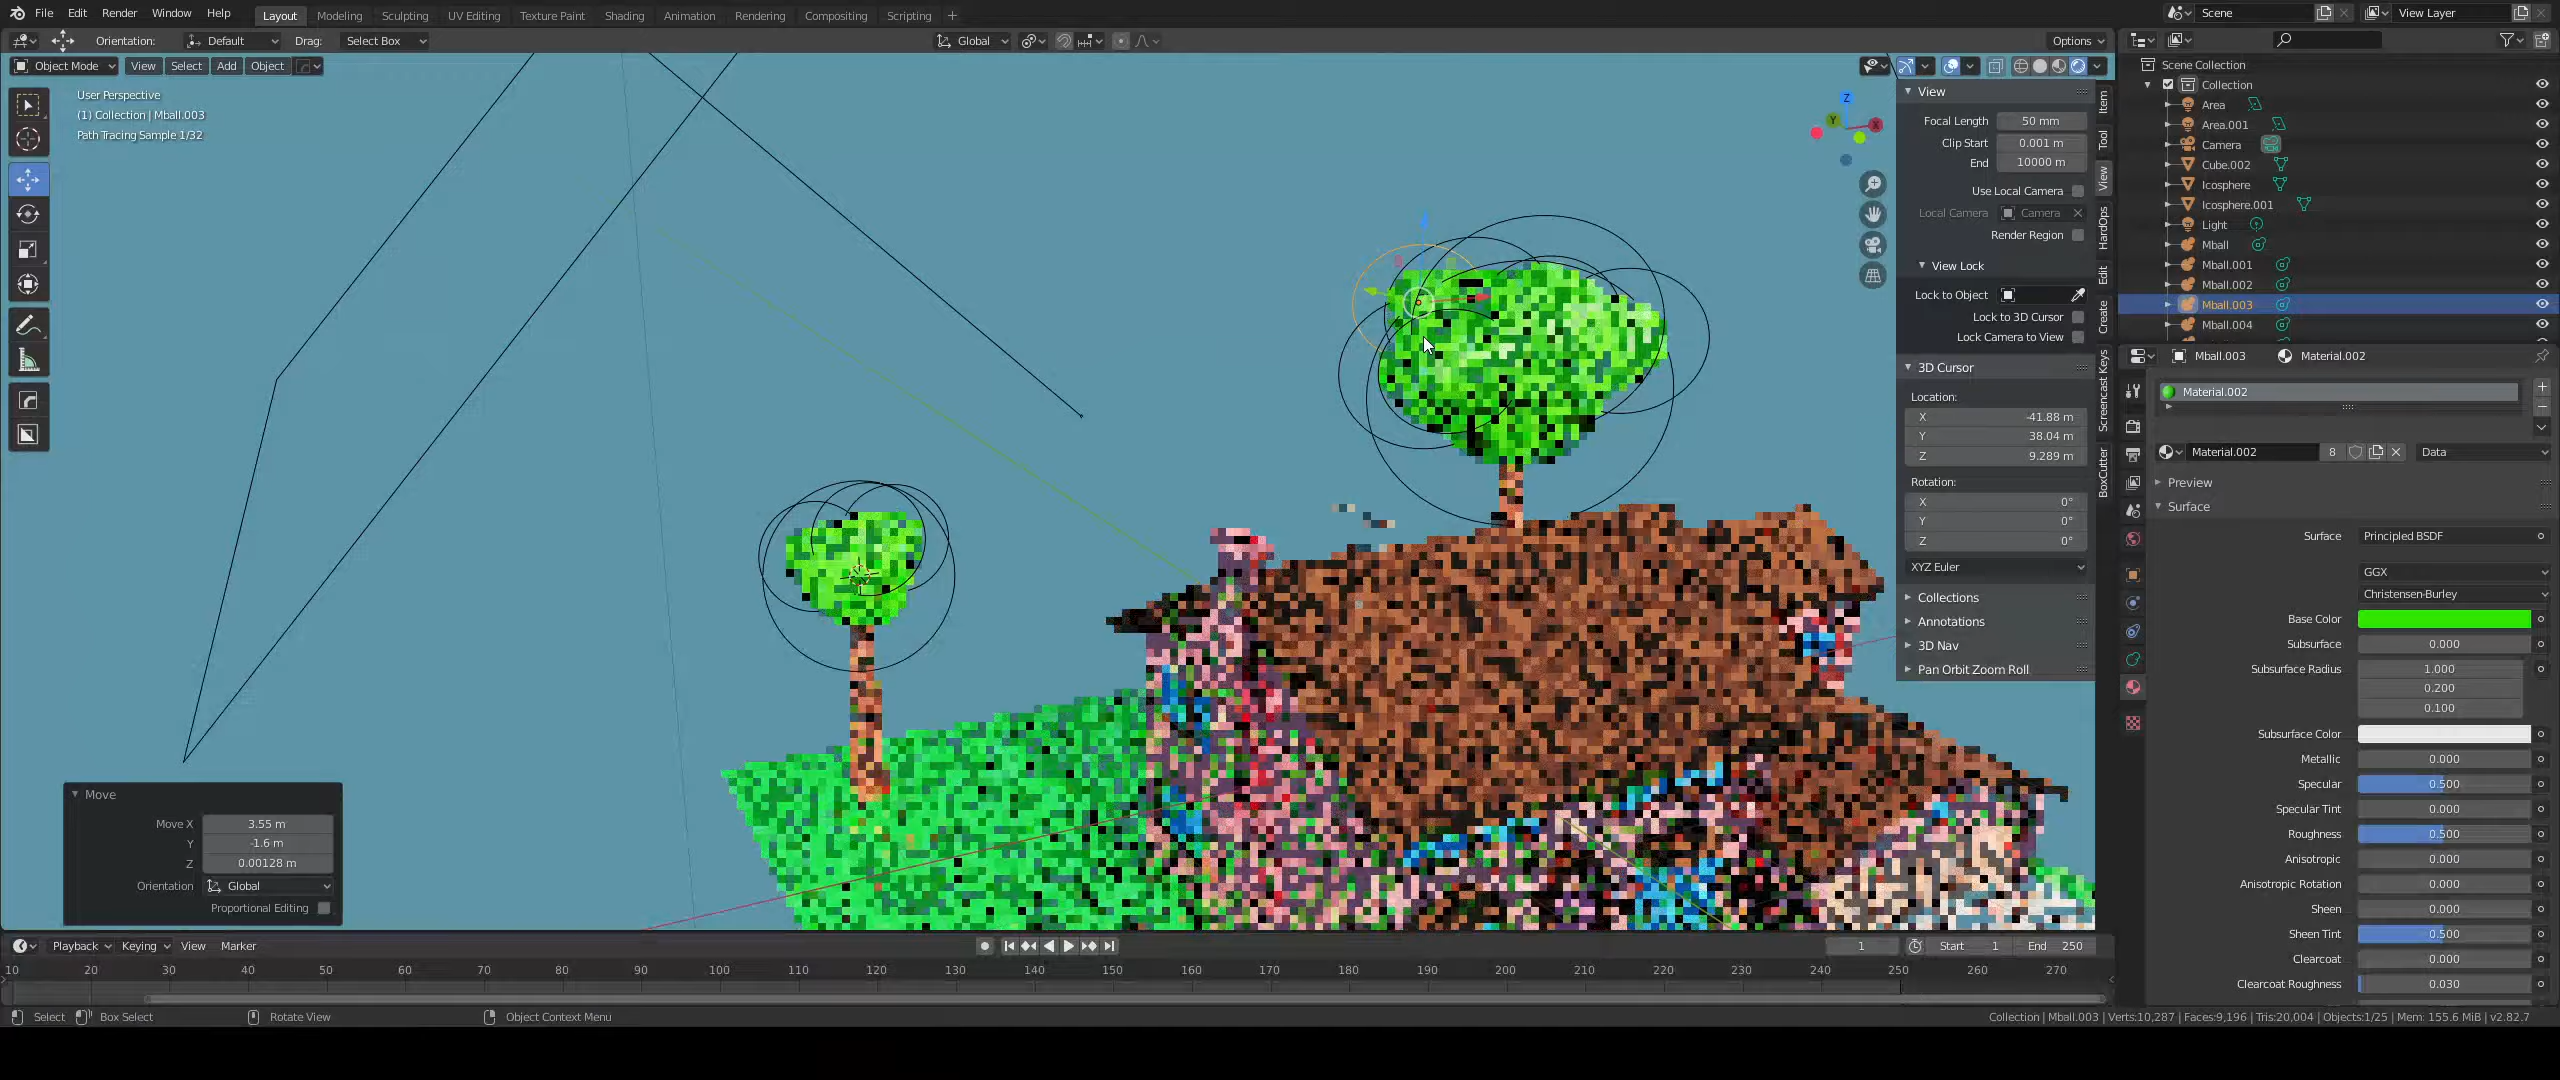 File Edit Render Window Help Layout Modeling Sculpting UV Editing Texture Paint Shading Animation Rendering Compositing Scripting + Scene View Layer
Orientation: Default Drag: Select Box Global Options
Object Mode View Select Add Object
User Perspective
(1) Collection | Mball.003
Path Tracing Sample 1/32
Z
Y
X
View
Focal Length 50 mm
Clip Start 0.001 m
End 10000 m
Use Local Camera
Local Camera Camera
Render Region
View Lock
Lock to Object
Lock to 3D Cursor
Lock Camera to View
3D Cursor
Location:
X -41.88 m
Y 38.04 m
Z 9.289 m
Rotation:
X 0°
Y 0°
Z 0°
XYZ Euler
Collections
Annotations
3D Nav
Pan Orbit Zoom Roll
Item
Tool
View
HardOps
Edit
Create
Screencast Keys
BoxCutter
Scene Collection
Collection
Area
Area.001
Camera
Cube.002
Icosphere
Icosphere.001
Light
Mball
Mball.001
Mball.002
Mball.003
Mball.004
Mball.003 Material.002
Material.002
Material.002 8 Data
Preview
Surface
Surface Principled BSDF
GGX
Christensen-Burley
Base Color
Subsurface 0.000
Subsurface Radius 1.000
0.200
0.100
Subsurface Color
Metallic 0.000
Specular 0.500
Specular Tint 0.000
Roughness 0.500
Anisotropic 0.000
Anisotropic Rotation 0.000
Sheen 0.000
Sheen Tint 0.500
Clearcoat 0.000
Clearcoat Roughness 0.030
Move
Move X 3.55 m
Y -1.6 m
Z 0.00128 m
Orientation Global
Proportional Editing
Playback Keying View Marker 1 Start 1 End 250
10 20 30 40 50 60 70 80 90 100 110 120 130 140 150 160 170 180 190 200 210 220 230 240 250 260 270
Select Box Select Rotate View Object Context Menu Collection | Mball.003 | Verts:10,287 | Faces:9,196 | Tris:20,004 | Objects:1/25 | Mem: 155.6 MiB | v2.82.7